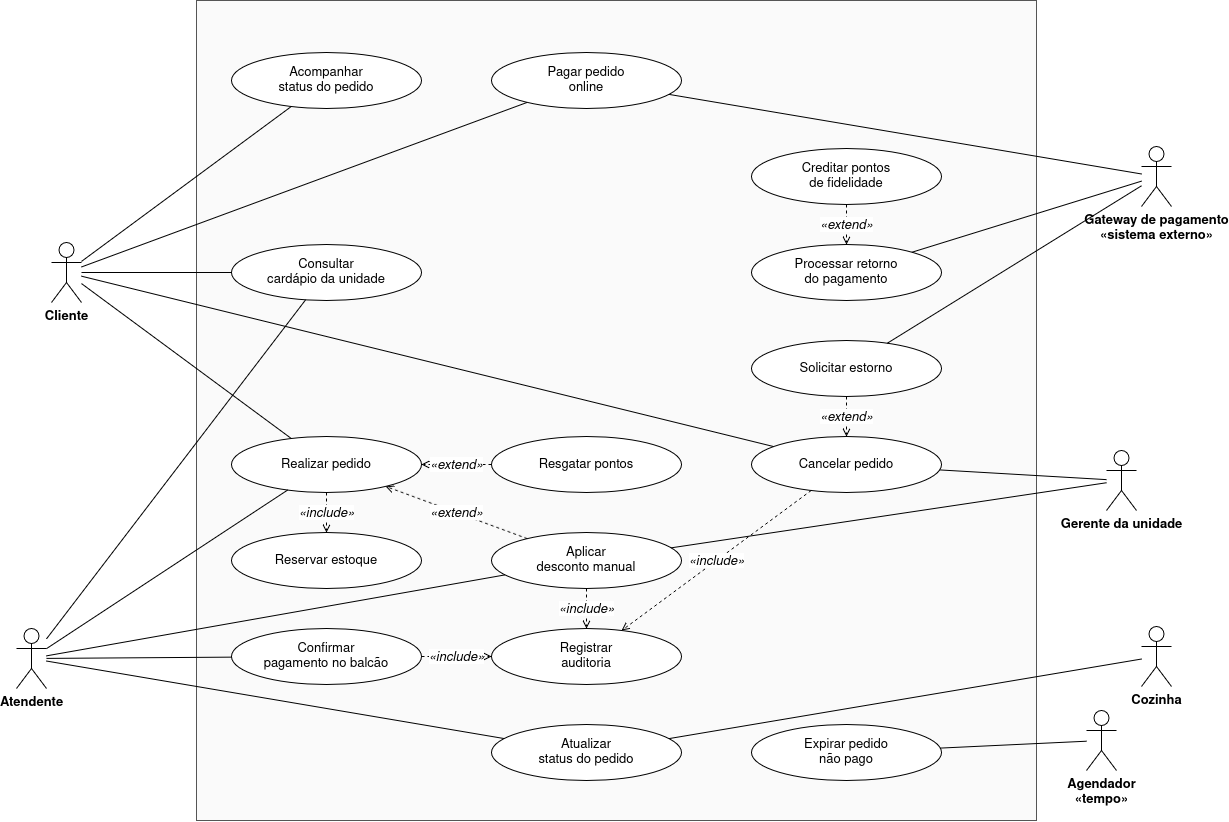 Acompanhar
status do pedido
Pagar pedido
online
Creditar pontos
de fidelidade
«extend»
Gateway de pagamento
«sistema externo»
Consultar
cardápio da unidade
Processar retorno
do pagamento
Cliente
Solicitar estorno
«extend»
Realizar pedido
«extend»
Resgatar pontos
Cancelar pedido
«include»
«extend»
Gerente da unidade
Reservar estoque
Aplicar
desconto manual
«include»
«include»
Confirmar
pagamento no balcão
«include»
Registrar
auditoria
Atendente
Cozinha
Atualizar
status do pedido
Expirar pedido
não pago
Agendador
«tempo»